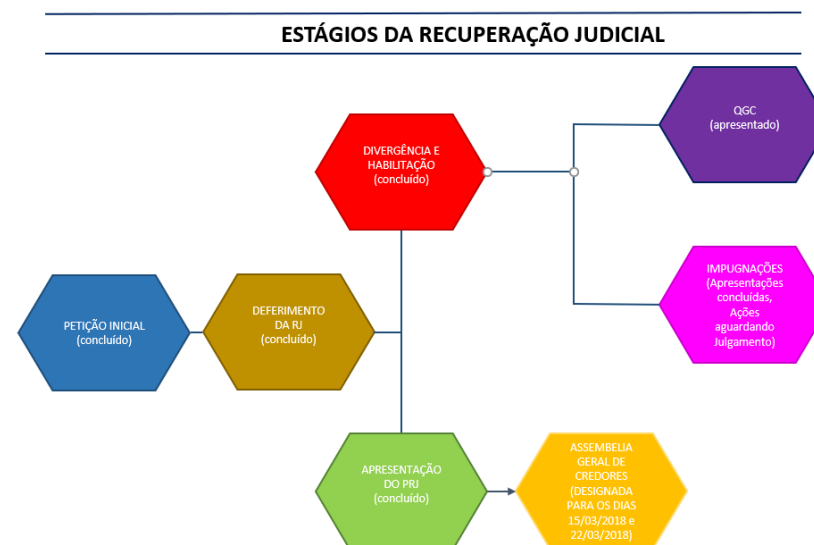 ESTÁGIOS DA RECUPERAÇÃO JUDICIAL
QGC
(apresentado)
DIVERGÊNCIA E
HABILITAÇÃO
(concluído)
IMPUGNAÇÕES
(Apresentações
concluídas,
Ações
aguardando
Julgamento)
PETIÇÃO INICIAL
(concluído)
DEFERIMENTO
DA RJ
(concluído)
APRESENTAÇÃO
DO PRJ
(concluído)
ASSEMBELIA
GERAL DE
CREDORES
(DESIGNADA
PARA OS DIAS
15/03/2018 e
22/03/2018)